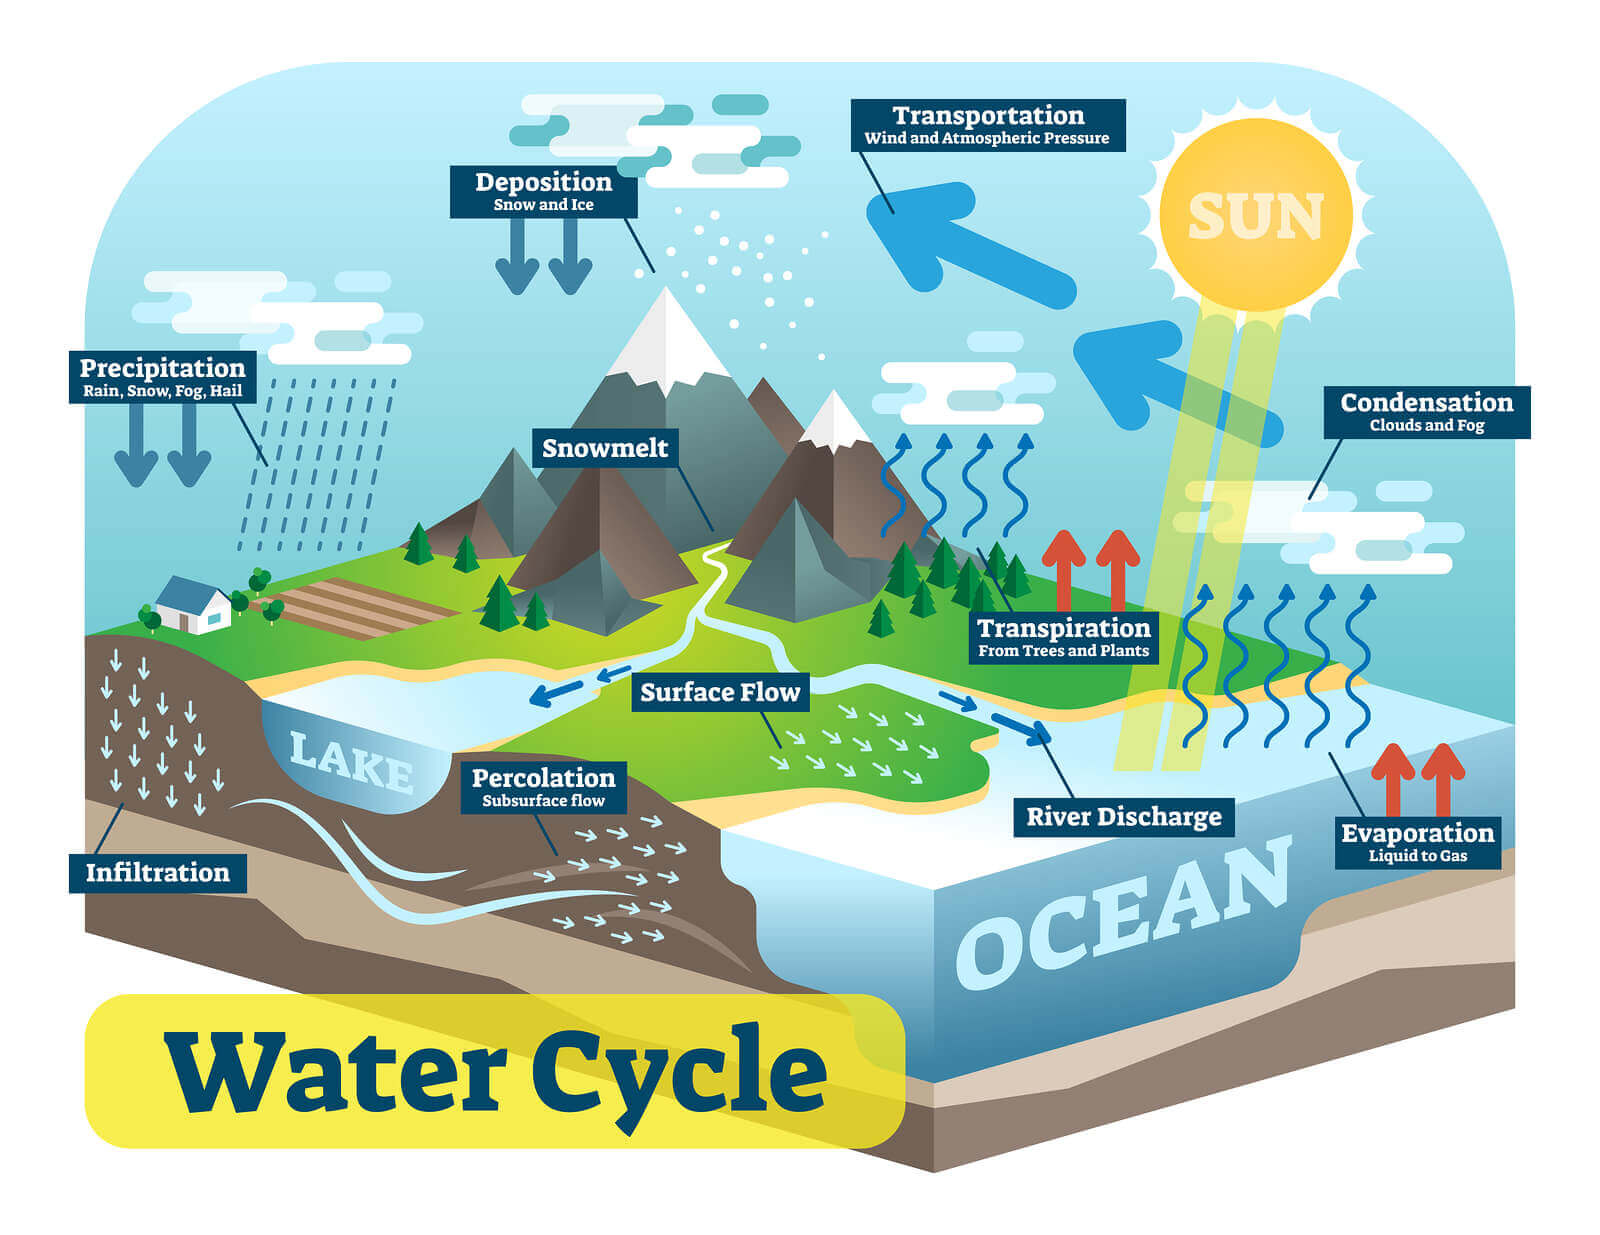 Transportation
Wind and Atmospheric Pressure
SUN
Deposition
Snow and Ice
Precipitation
Rain, Snow, Fog, Hail
Condensation
Clouds and Fog
Snowmelt
Transpiration
From Trees and Plants
Surface Flow
LAKE
Percolation
Subsurface flow
River Discharge
Evaporation
Liquid to Gas
Infiltration
OCEAN
Water Cycle